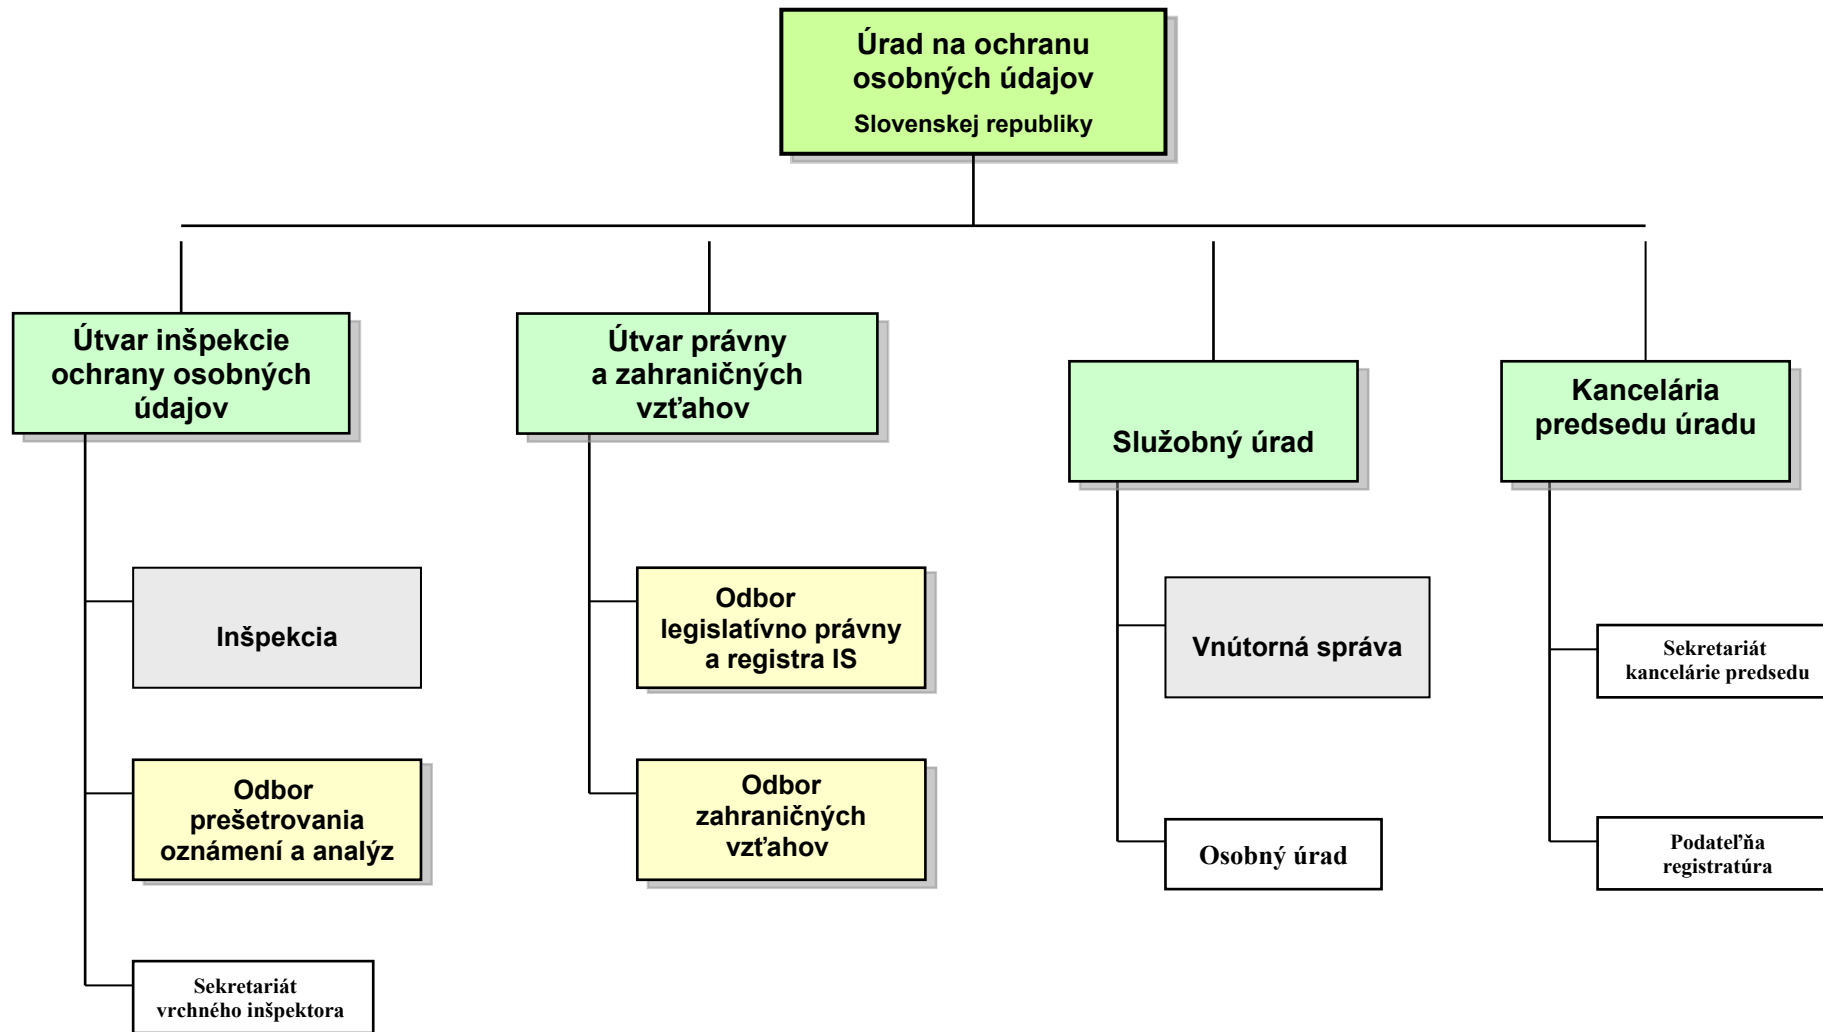 Úrad na ochranu
osobných údajov
Slovenskej republiky
Útvar inšpekcie
ochrany osobných
údajov
Útvar právny
a zahraničných
vzťahov
Služobný úrad
Kancelária
predsedu úradu
Inšpekcia
Odbor
legislatívno právny
a registra IS
Vnútorná správa
Sekretariát
kancelárie predsedu
Odbor
prešetrovania
oznámení a analýz
Odbor
zahraničných
vzťahov
Osobný úrad
Podateľňa
registratúra
Sekretariát
vrchného inšpektora